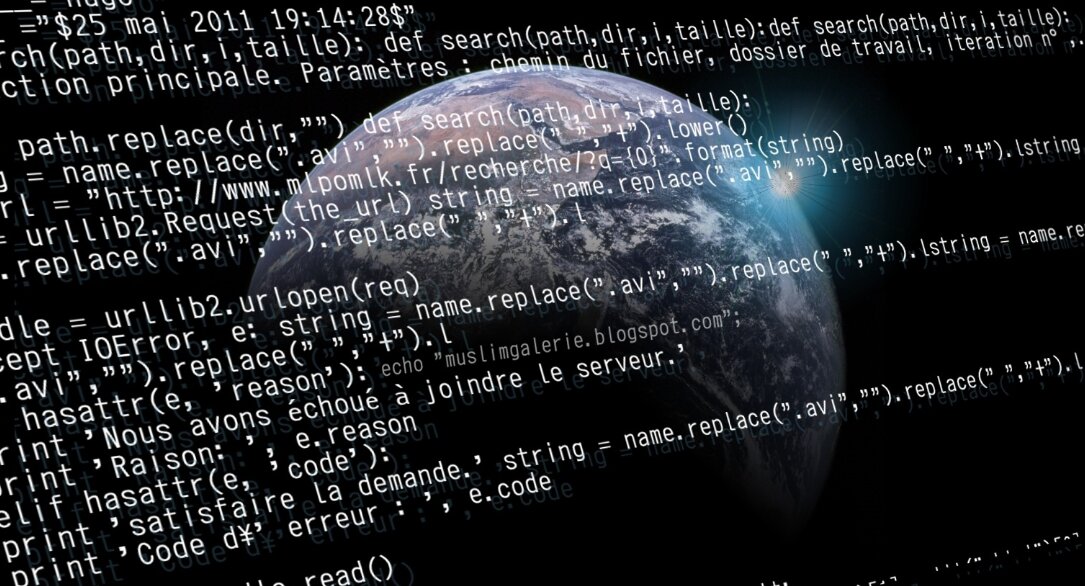 ="$25 mai 2011 19:14:28$"
rch(path,dir,i,taille): def search(path,dir,i,taille):def search(path,dir,i,taille):
ction principale. Paramètres : chemin du fichier, dossier de travail, iteration n°
path.replace(dir,"") def search(path,dir,i,taille):
g = name.replace(".avi","").replace(" ","+").lower()
rl = "http://www.mlpomlk.fr/recherche/?q={0}".format(string)
= urllib2.Request(the_url) string = name.replace(".avi","").replace(" ","+").lstring
.replace(".avi","").replace(" ","+").l
dle = urllib2.urlopen(req)
cept IOError, e: string = name.replace(".avi","").replace(" ","+").lstring = name.re
.avi","").replace(" ","+").l
hasattr(e, 'reason'): echo "muslimgalerie.blogspot.com";
rint 'Nous avons échoué à joindre le serveur.'
print 'Raison: ', e.reason
elif hasattr(e, 'code'):
print 'satisfaire la demande.' string = name.replace(".avi","").replace(" ","+").l
print 'Code d¥' erreur : ', e.code
read()